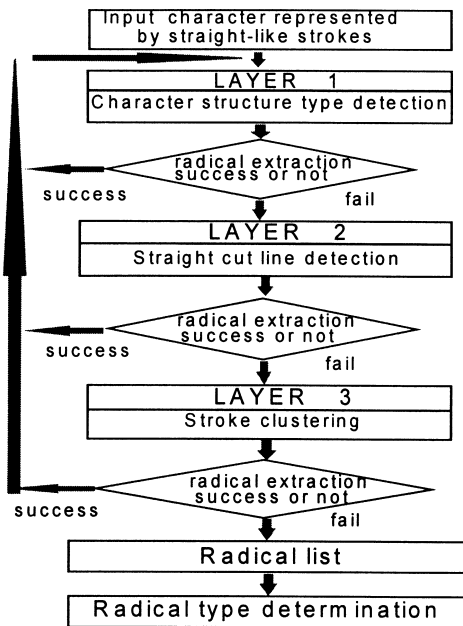 Input character represented
by straight-like strokes
LAYER 1
Character structure type detection
radical extraction
success or not
success
fail
LAYER 2
Straight cut line detection
radical extraction
success or not
success
fail
LAYER 3
Stroke clustering
radical extraction
success or not
success
fail
Radical list
Radical type determination